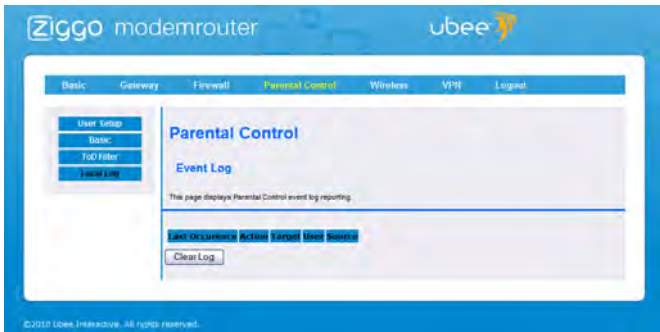 Ziggo modemrouter
ubee
Basic Gateway Firewall Parental Control Wireless VPN Logout
User Setup
Basic
ToD Filter
Local Log
Parental Control
Event Log
This page displays Parental Control event log reporting.
Last Occurence Action Target User Source
Clear Log
©2010 Ubee Interactive. All rights reserved.